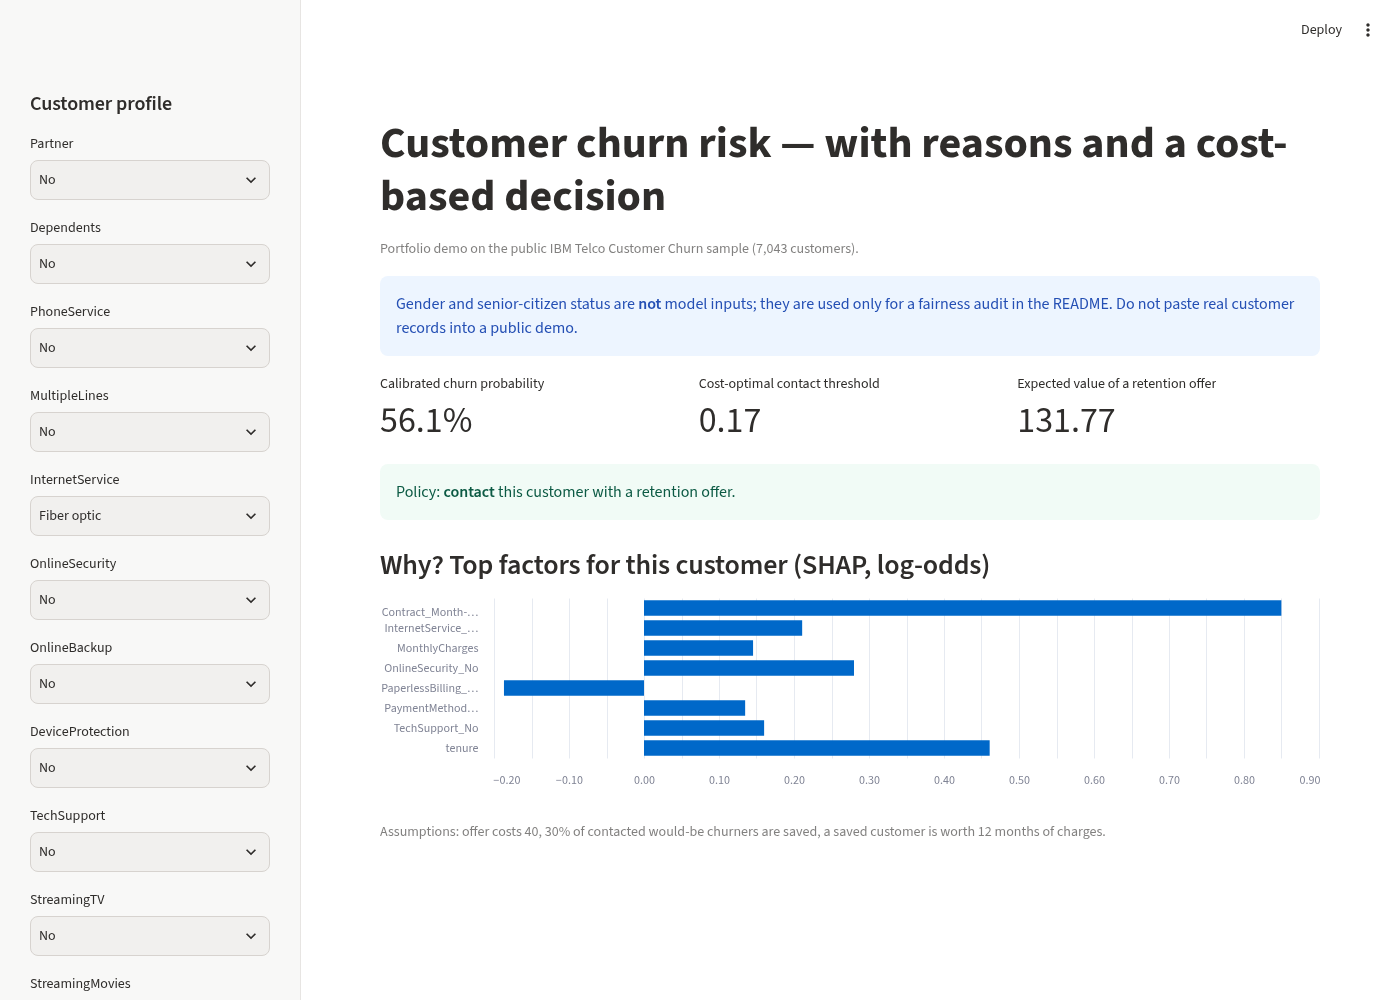 Deploy
Customer profile
Partner
No
Dependents
No
PhoneService
No
MultipleLines
No
InternetService
Fiber optic
OnlineSecurity
No
OnlineBackup
No
DeviceProtection
No
TechSupport
No
StreamingTV
No
StreamingMovies
Customer churn risk — with reasons and a cost-
based decision
Portfolio demo on the public IBM Telco Customer Churn sample (7,043 customers).
Gender and senior-citizen status are not model inputs; they are used only for a fairness audit in the README. Do not paste real customer
records into a public demo.
Calibrated churn probability
56.1%
Cost-optimal contact threshold
0.17
Expected value of a retention offer
131.77
Policy: contact this customer with a retention offer.
Why? Top factors for this customer (SHAP, log-odds)
Contract_Month-…
InternetService_…
MonthlyCharges
OnlineSecurity_No
PaperlessBilling_…
PaymentMethod…
TechSupport_No
tenure
−0.20 −0.10 0.00 0.10 0.20 0.30 0.40 0.50 0.60 0.70 0.80 0.90
Assumptions: offer costs 40, 30% of contacted would-be churners are saved, a saved customer is worth 12 months of charges.